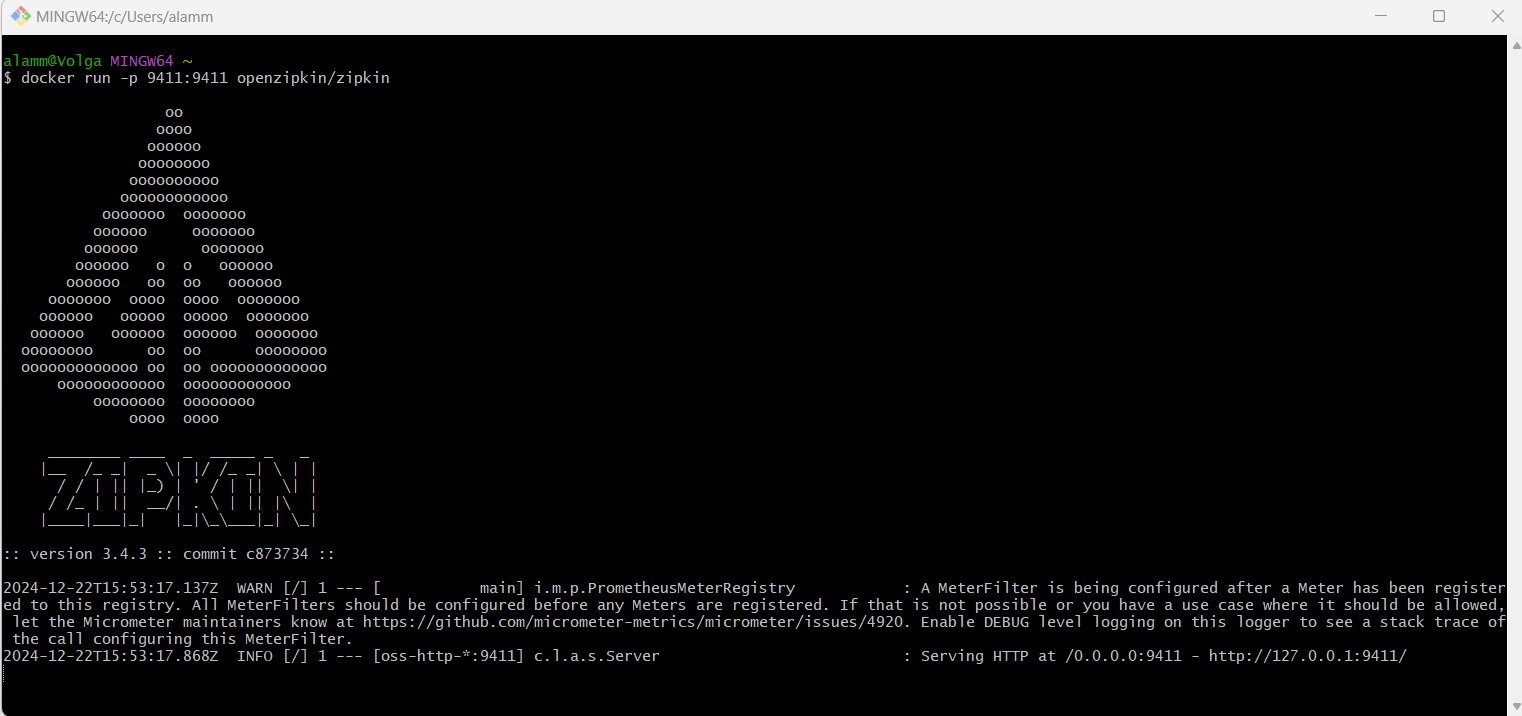 MINGW64:/c/Users/alamm
alamm@Volga MINGW64 ~
$ docker run -p 9411:9411 openzipkin/zipkin
                  oo
                 oooo
                oooooo
               oooooooo
              oooooooooo
             oooooooooooo
           ooooooo  ooooooo
          oooooo     ooooooo
         oooooo       ooooooo
        oooooo   o  o   oooooo
       oooooo   oo  oo   oooooo
     ooooooo  oooo  oooo  ooooooo
    oooooo   ooooo  ooooo  ooooooo
   oooooo   oooooo  oooooo  ooooooo
  oooooooo      oo  oo      oooooooo
  ooooooooooooo oo  oo ooooooooooooo
      oooooooooooo  oooooooooooo
          oooooooo  oooooooo
              oooo  oooo
     ________ ____  _  _____ _   _
    |__  /_ _|  _ \| |/ /_ _| \ | |
      / / | || |_) | ' / | ||  \| |
     / /_ | ||  __/| . \ | || |\  |
    |____|___|_|   |_|\_\___|_| \_|
:: version 3.4.3 :: commit c873734 ::
2024-12-22T15:53:17.137Z  WARN [/] 1 --- [           main] i.m.p.PrometheusMeterRegistry            : A MeterFilter is being configured after a Meter has been register
ed to this registry. All MeterFilters should be configured before any Meters are registered. If that is not possible or you have a use case where it should be allowed,
 let the Micrometer maintainers know at https://github.com/micrometer-metrics/micrometer/issues/4920. Enable DEBUG level logging on this logger to see a stack trace of
 the call configuring this MeterFilter.
2024-12-22T15:53:17.868Z  INFO [/] 1 --- [oss-http-*:9411] c.l.a.s.Server                           : Serving HTTP at /0.0.0.0:9411 - http://127.0.0.1:9411/